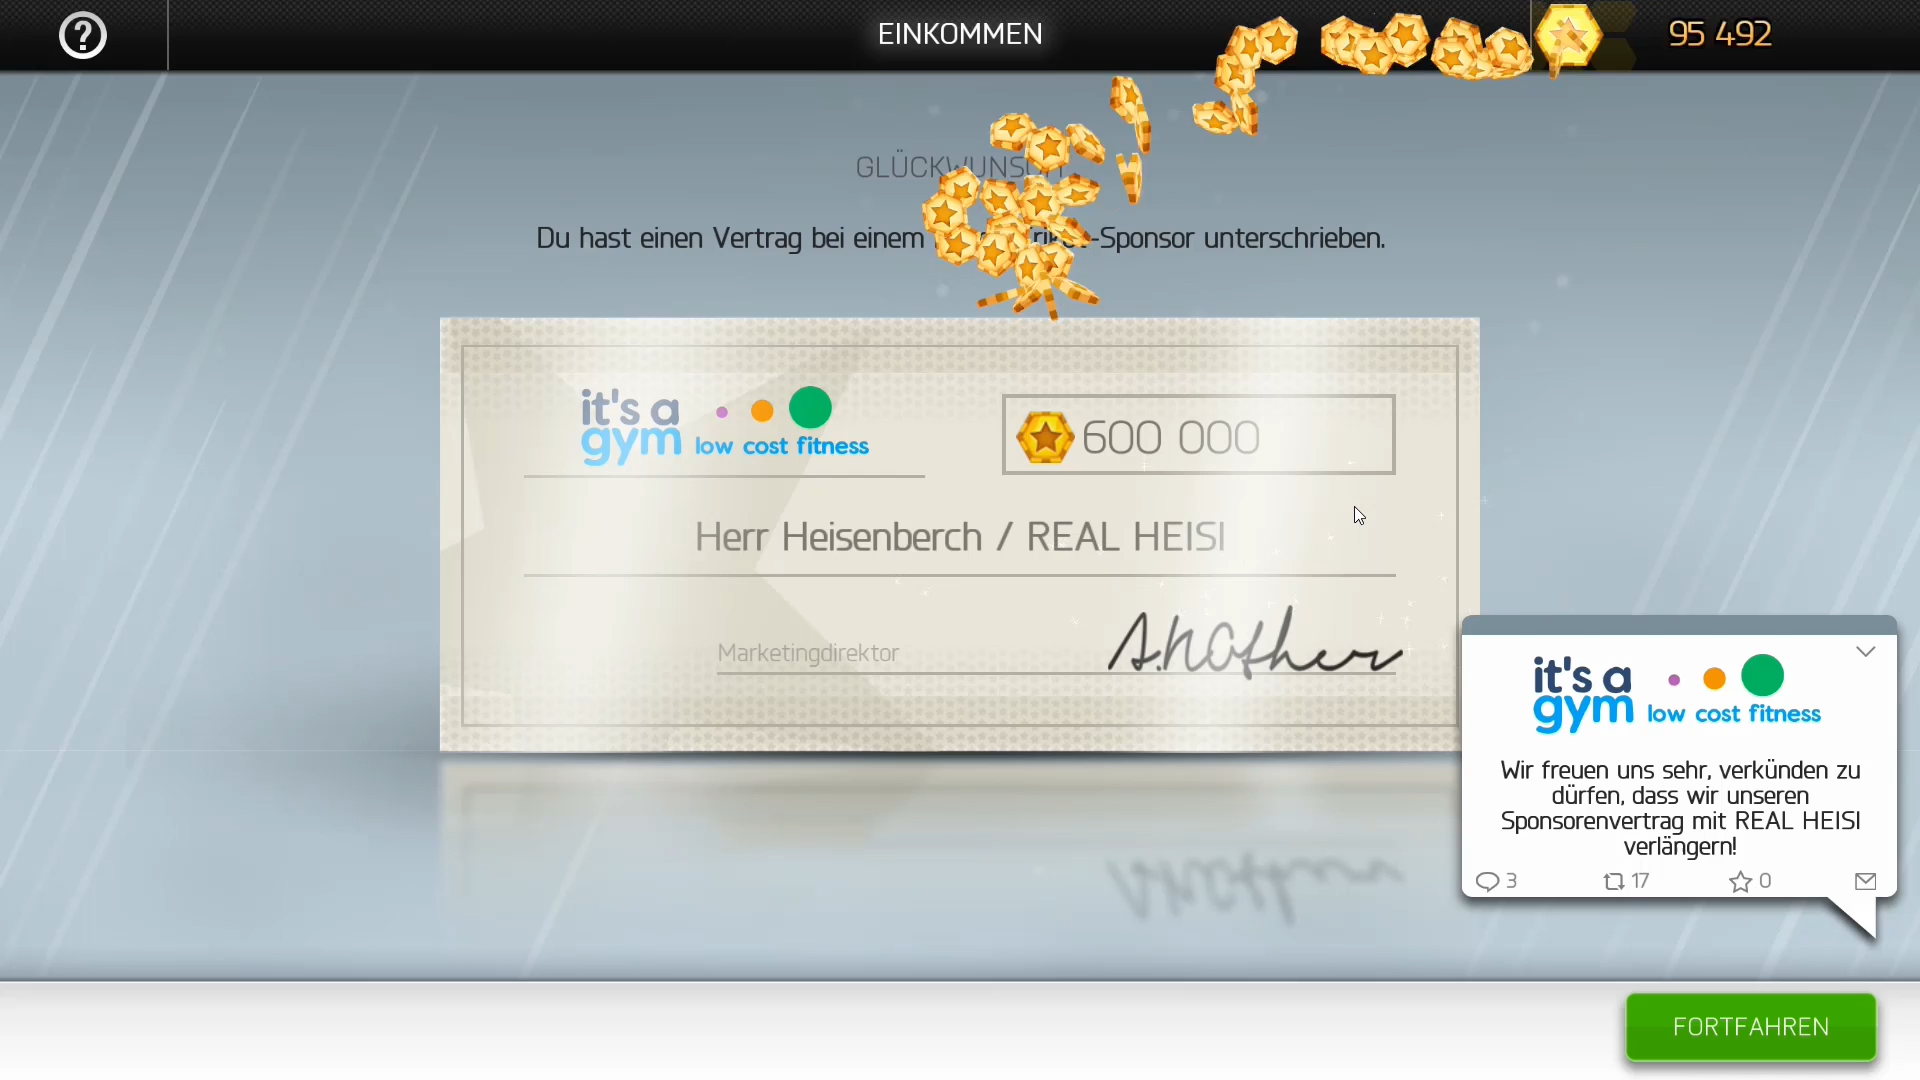 EINKOMMEN
95 492
Du hast einen Vertrag bei einem -Sponsor unterschrieben.
it's a
gym low cost fitness
600 000
Herr Heisenberch / REAL HEISI
Marketingdirektor
it's a
gym low cost fitness
Wir freuen uns sehr, verkünden zu
dürfen, dass wir unseren
Sponsorenvertrag mit REAL HEISI
verlängern!
3 17 0
FORTFAHREN